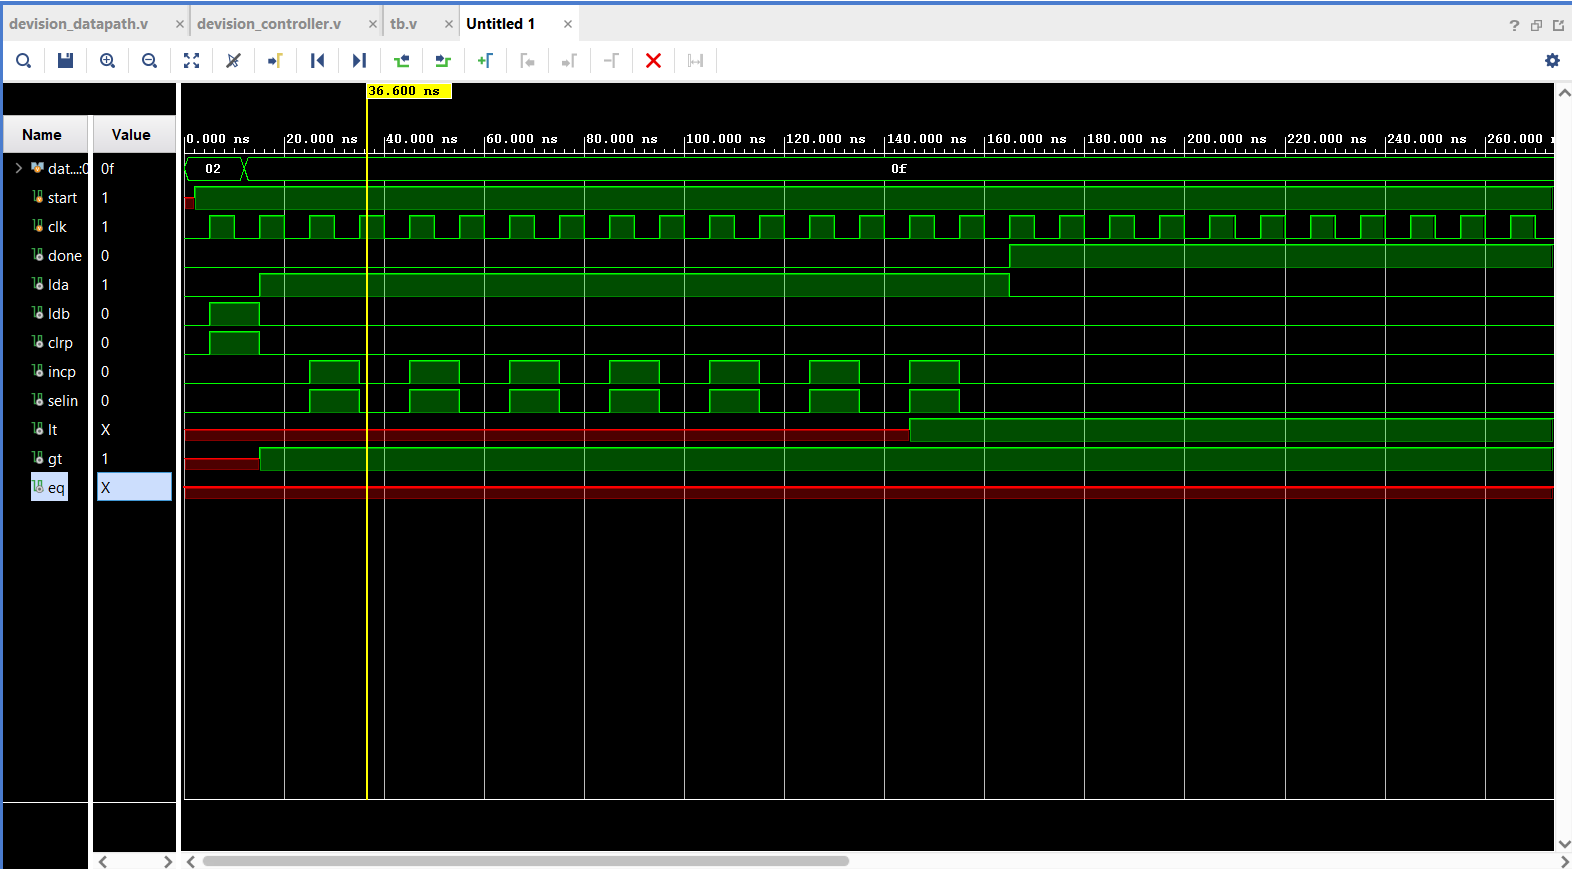 devision_datapath.v × devision_controller.v × tb.v × Untitled 1 × ?
36.600 ns
Name Value 0.000 ns 20.000 ns 40.000 ns 60.000 ns 80.000 ns 100.000 ns 120.000 ns 140.000 ns 160.000 ns 180.000 ns 200.000 ns 220.000 ns 240.000 ns 260.000
dat...:0 0f 02 0f
start 1
clk 1
done 0
lda 1
ldb 0
clrp 0
incp 0
selin 0
lt X
gt 1
eq X